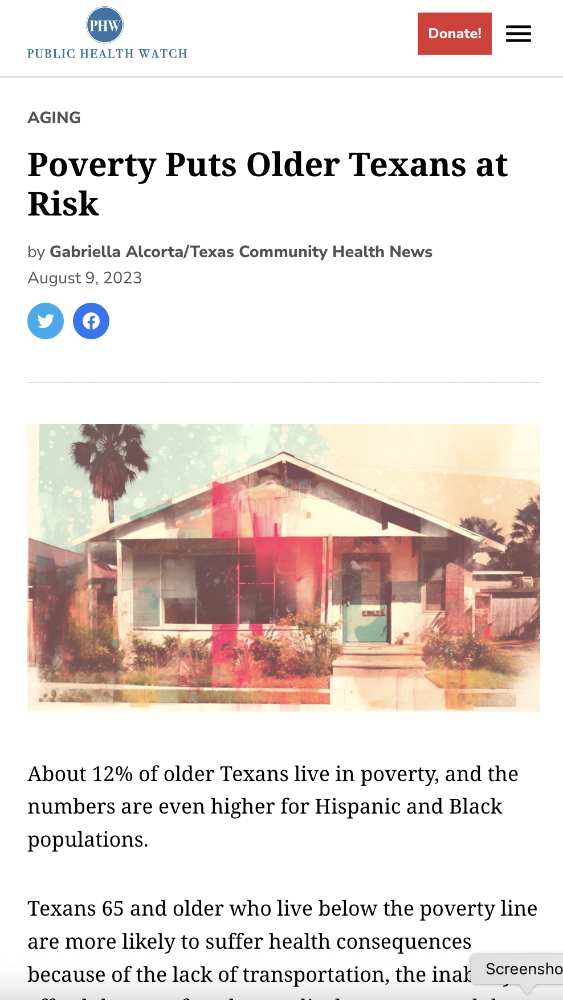 PHW
PUBLIC HEALTH WATCH
Donate!
AGING
Poverty Puts Older Texans at
Risk
by Gabriella Alcorta/Texas Community Health News
August 9, 2023
About 12% of older Texans live in poverty, and the
numbers are even higher for Hispanic and Black
populations.
Texans 65 and older who live below the poverty line
are more likely to suffer health consequences
because of the lack of transportation, the
Screensho